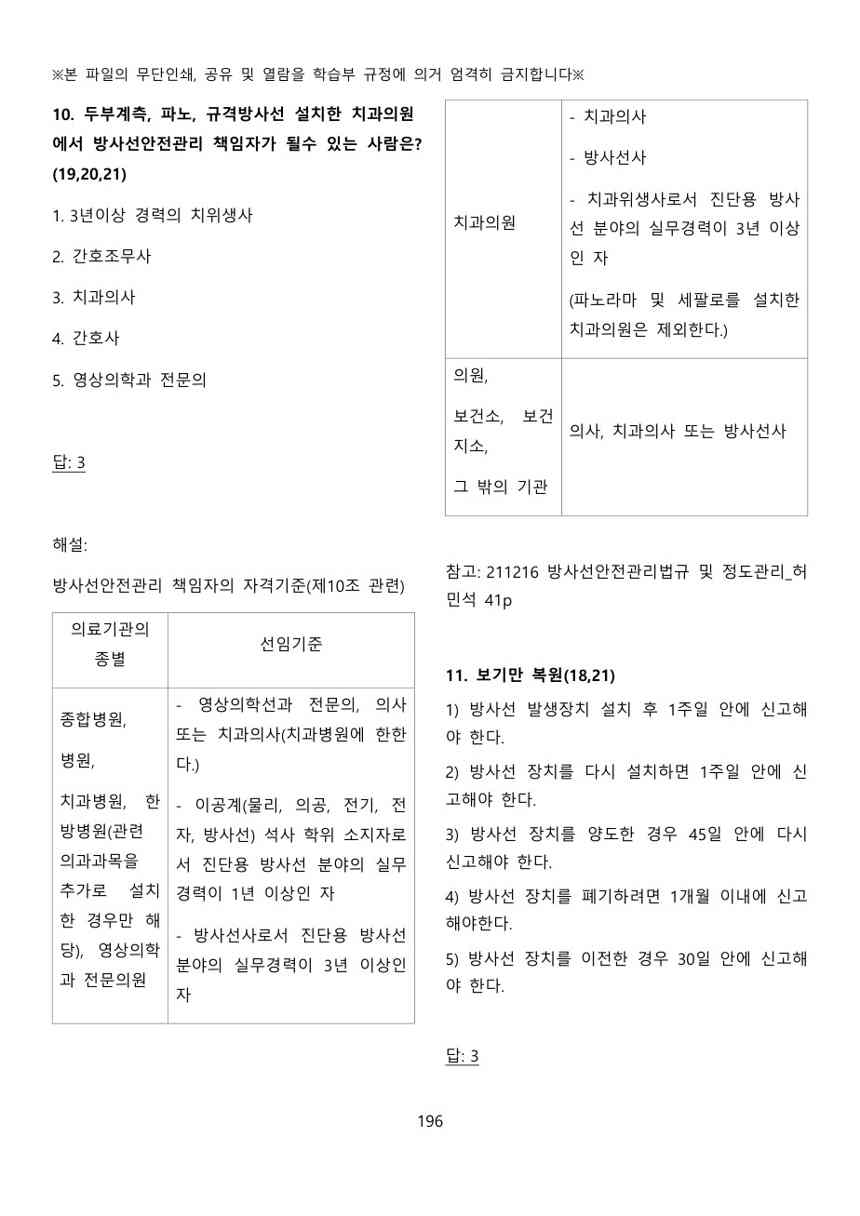 ※본 파일의 무단인쇄, 공유 및 열람을 학습부 규정에 의거 엄격히 금지합니다※
10. 두부계측, 파노, 규격방사선 설치한 치과의원
에서 방사선안전관리 책임자가 될수 있는 사람은?
(19,20,21)
1. 3년이상 경력의 치위생사
2. 간호조무사
3. 치과의사
4. 간호사
5. 영상의학과 전문의
답: 3
해설:
방사선안전관리 책임자의 자격기준(제10조 관련)
의료기관의
종별
선임기준
종합병원,
병원,
치과병원, 한
방병원(관련
의과과목을
추가로 설치
한 경우만 해
당), 영상의학
과 전문의원
- 영상의학선과 전문의, 의사
또는 치과의사(치과병원에 한한
다.)
- 이공계(물리, 의공, 전기, 전
자, 방사선) 석사 학위 소지자로
서 진단용 방사선 분야의 실무
경력이 1년 이상인 자
- 방사선사로서 진단용 방사선
분야의 실무경력이 3년 이상인
자
치과의원
- 치과의사
- 방사선사
- 치과위생사로서 진단용 방사
선 분야의 실무경력이 3년 이상
인 자
(파노라마 및 세팔로를 설치한
치과의원은 제외한다.)
의원,
보건소, 보건
지소,
그 밖의 기관
의사, 치과의사 또는 방사선사
참고: 211216 방사선안전관리법규 및 정도관리_허
민석 41p
11. 보기만 복원(18,21)
1) 방사선 발생장치 설치 후 1주일 안에 신고해
야 한다.
2) 방사선 장치를 다시 설치하면 1주일 안에 신
고해야 한다.
3) 방사선 장치를 양도한 경우 45일 안에 다시
신고해야 한다.
4) 방사선 장치를 폐기하려면 1개월 이내에 신고
해야한다.
5) 방사선 장치를 이전한 경우 30일 안에 신고해
야 한다.
답: 3
196